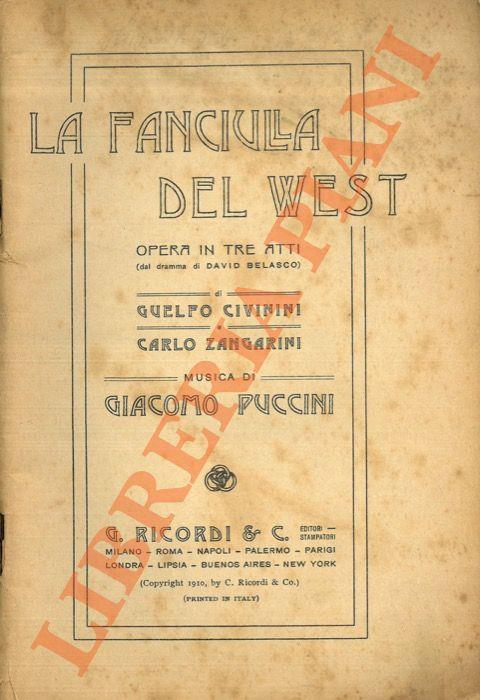 LA FANCIULLA
DEL WEST
OPERA IN TRE ATTI
(dal dramma di DAVID BELASCO)
di
GUELFO CIVININI
e
CARLO ZANGARINI
MUSICA DI
GIACOMO PUCCINI
G. RICORDI & C. EDITORI - STAMPATORI
MILANO - ROMA - NAPOLI - PALERMO - PARIGI
LONDRA - LIPSIA - BUENOS AIRES - NEW YORK
(Copyright 1910, by C. Ricordi & Co.)
(PRINTED IN ITALY)
LIBRERIA PIANI